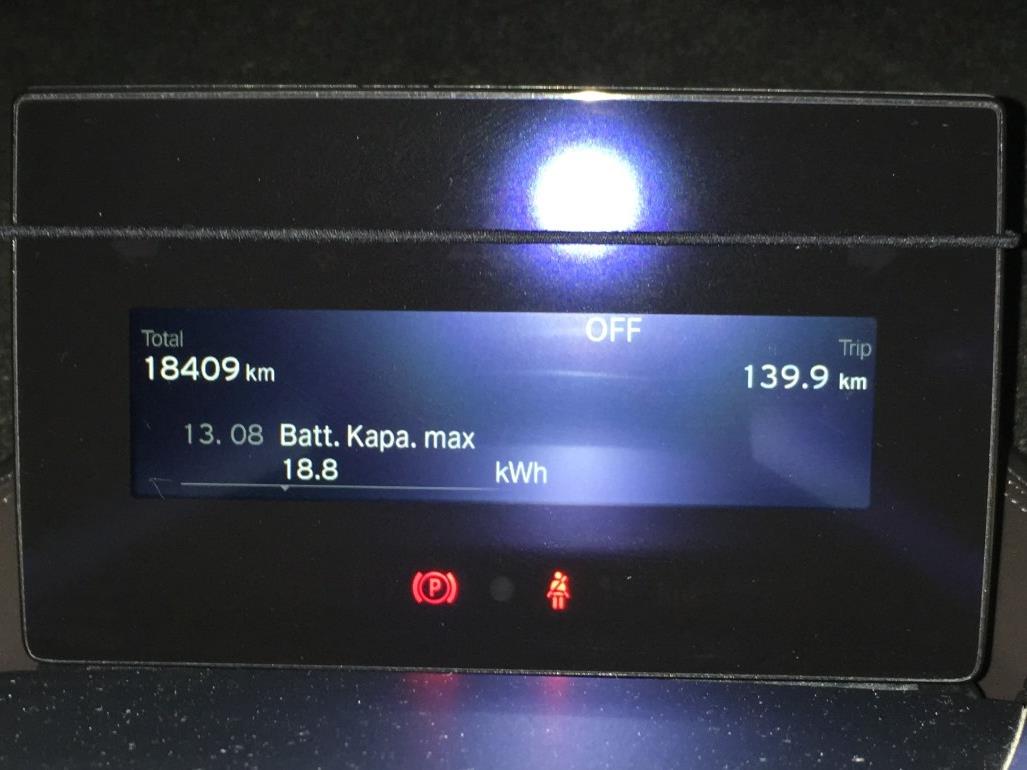 OFF
Total
Trip
18409 km
139.9 km
13. 08 Batt. Kapa. max
18.8 kWh
P